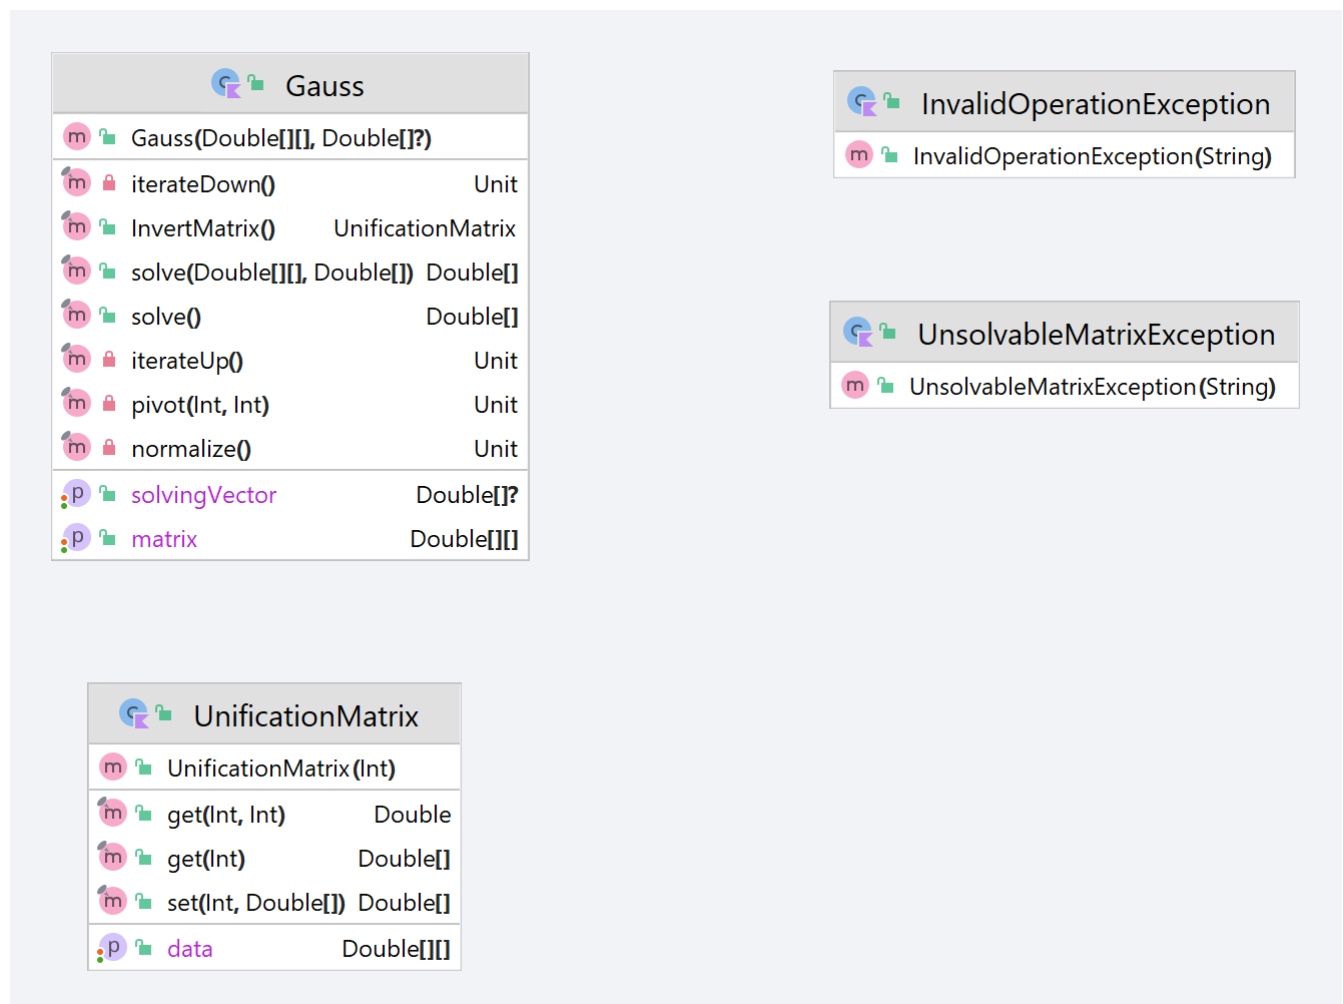 Gauss
Gauss(Double[][], Double[]?)
iterateDown() Unit
InvertMatrix() UnificationMatrix
solve(Double[][], Double[]) Double[]
solve() Double[]
iterateUp() Unit
pivot(Int, Int) Unit
normalize() Unit
solvingVector Double[]?
matrix Double[][]
InvalidOperationException
InvalidOperationException(String)
UnsolvableMatrixException
UnsolvableMatrixException(String)
UnificationMatrix
UnificationMatrix(Int)
get(Int, Int) Double
get(Int) Double[]
set(Int, Double[]) Double[]
data Double[][]